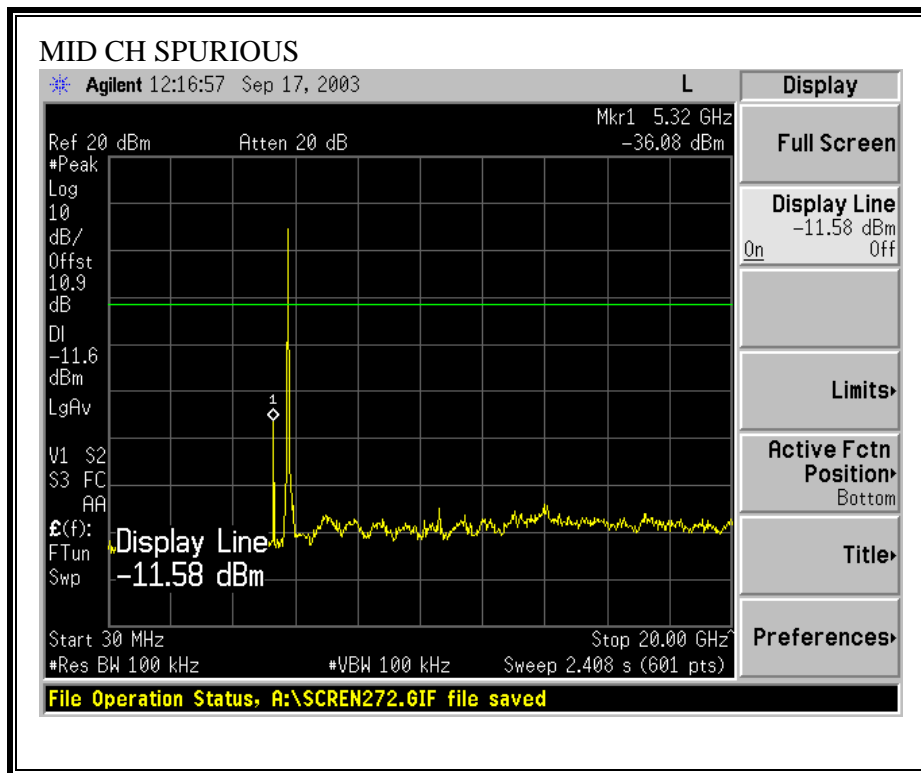 MID CH SPURIOUS
Agilent 12:16:57 Sep 17, 2003 L
Display
Mkr1 5.32 GHz
Ref 20 dBm Atten 20 dB -36.08 dBm
#Peak
Log
10
dB/
Offst
10.9
dB
DI
-11.6
dBm
LgAv
V1 S2
S3 FC
AA
£(f):
FTun
Swp
1
Display Line
-11.58 dBm
Start 30 MHz Stop 20.00 GHz^
#Res BW 100 kHz #VBW 100 kHz Sweep 2.408 s (601 pts)
Full Screen
Display Line
-11.58 dBm
On Off
Limits▸
Active Fctn
Position▸
Bottom
Title▸
Preferences▸
File Operation Status, A:\SCREN272.GIF file saved